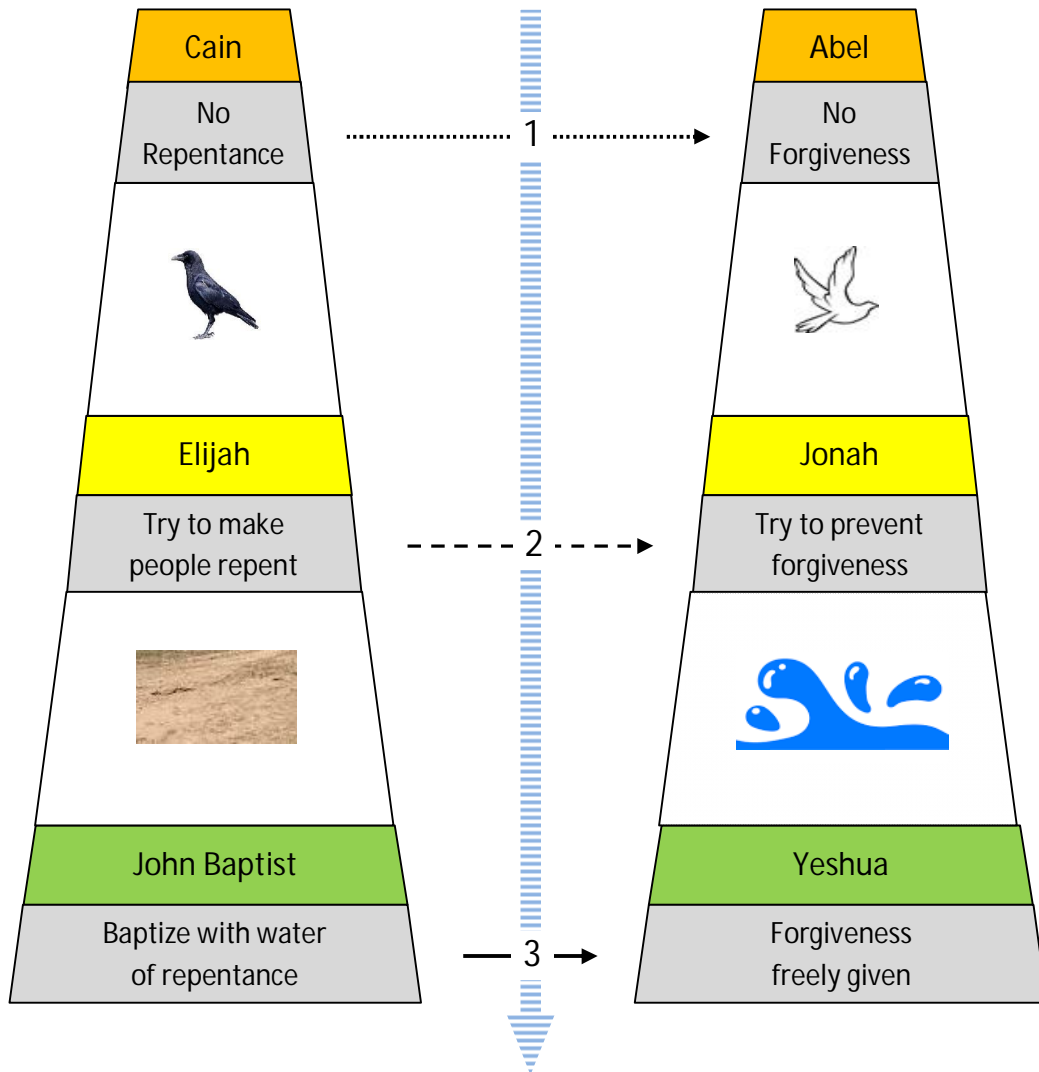 Cain
Abel
No
Repentance
1
No
Forgiveness
Elijah
Jonah
Try to make
people repent
2
Try to prevent
forgiveness
John Baptist
Yeshua
Baptize with water
of repentance
3
Forgiveness
freely given